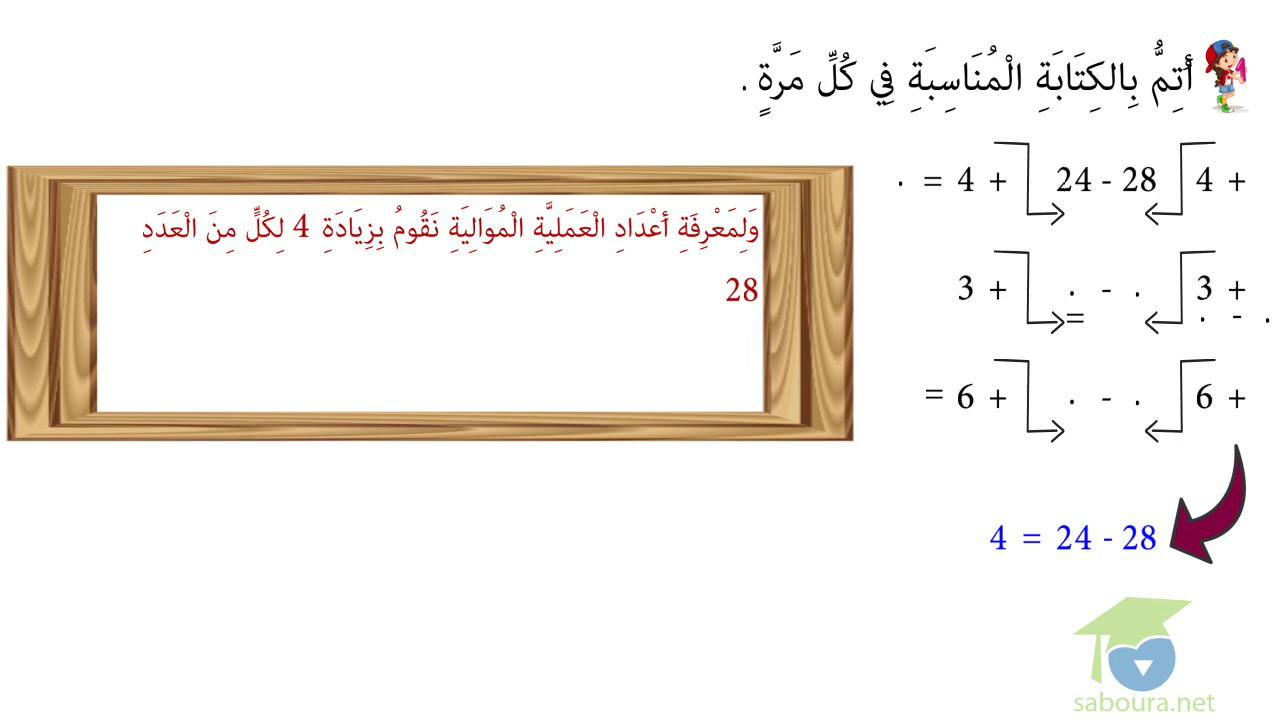 أُتِمُّ بِالكِتَابَةِ الْمُنَاسِبَةِ فِي كُلِّ مَرَّةٍ .
+ 4 28 - 24 + 4 = .
+ 3 . - . + 3
. - . =
+ 6 . - . + 6 =
28 - 24 = 4
وَلِمَعْرِفَةِ أَعْدَادِ الْعَمَلِيَّةِ الْمُوَالِيَةِ نَقُومُ بِزِيَادَةِ 4 لِكُلٍّ مِنَ الْعَدَدِ
28
saboura.net